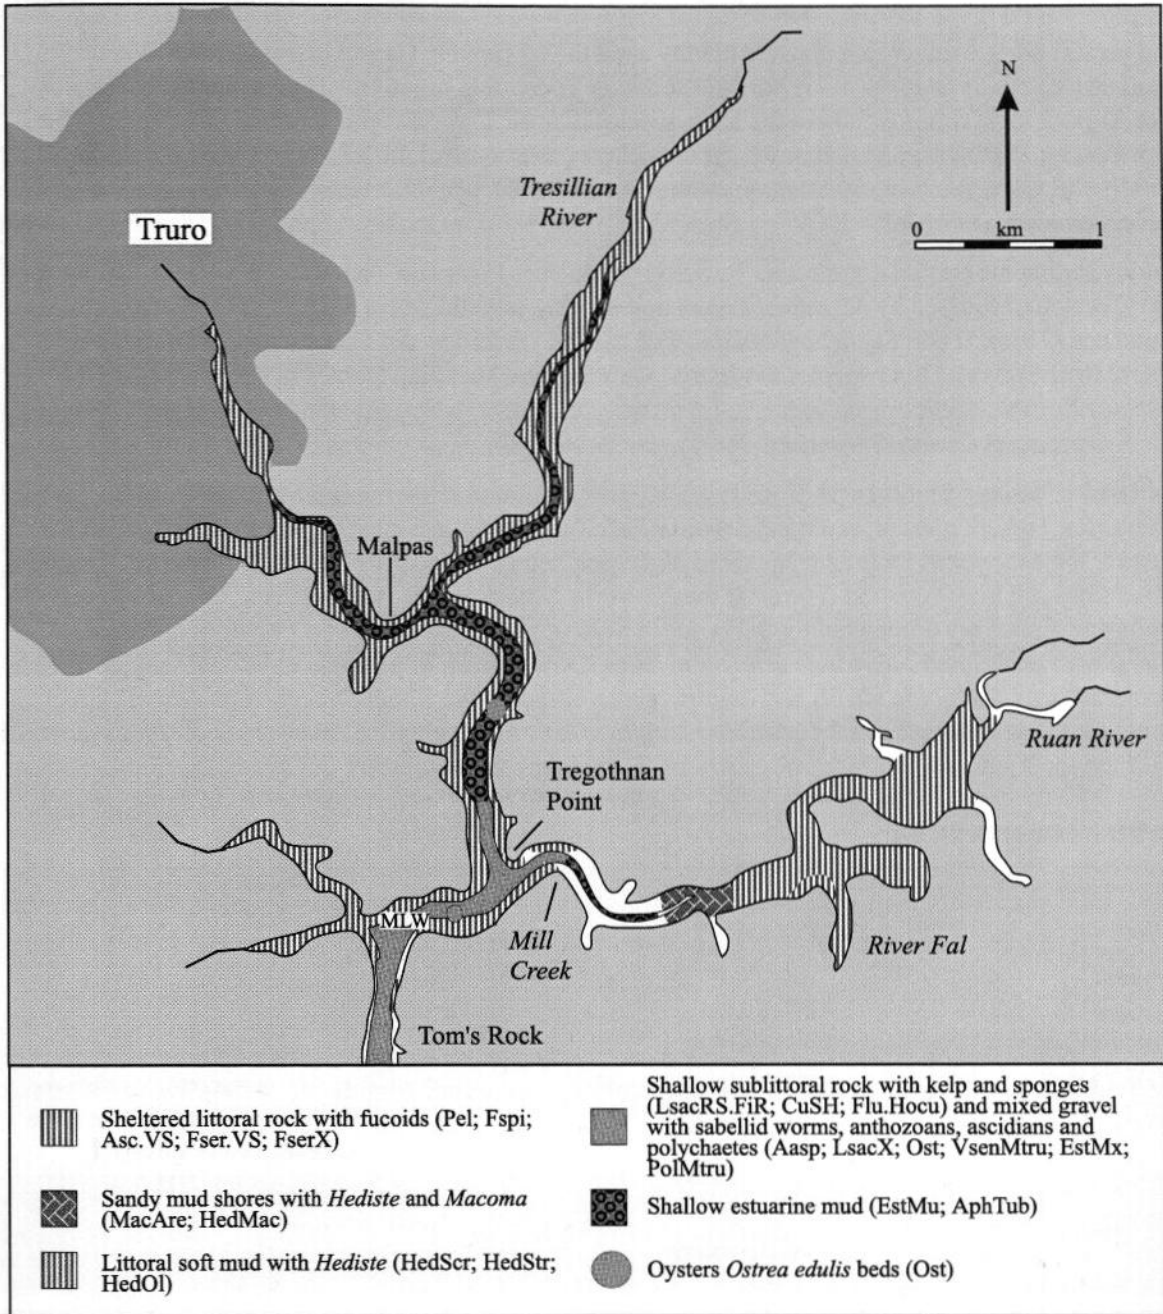 N
Tresillian
River
0 km 1
Truro
Malpas
Ruan River
Tregothnan
Point
MLW
Mill
Creek
River Fal
Tom's Rock
Sheltered littoral rock with fucoids (Pel; Fspi;
Asc.VS; Fser.VS; FserX)
Sandy mud shores with Hediste and Macoma
(MacAre; HedMac)
Littoral soft mud with Hediste (HedScr; HedStr;
HedOl)
Shallow sublittoral rock with kelp and sponges
(LsacRS.FiR; CuSH; Flu.Hocu) and mixed gravel
with sabellid worms, anthozoans, ascidians and
polychaetes (Aasp; LsacX; Ost; VsenMtru; EstMx;
PolMtru)
Shallow estuarine mud (EstMu; AphTub)
Oysters Ostrea edulis beds (Ost)